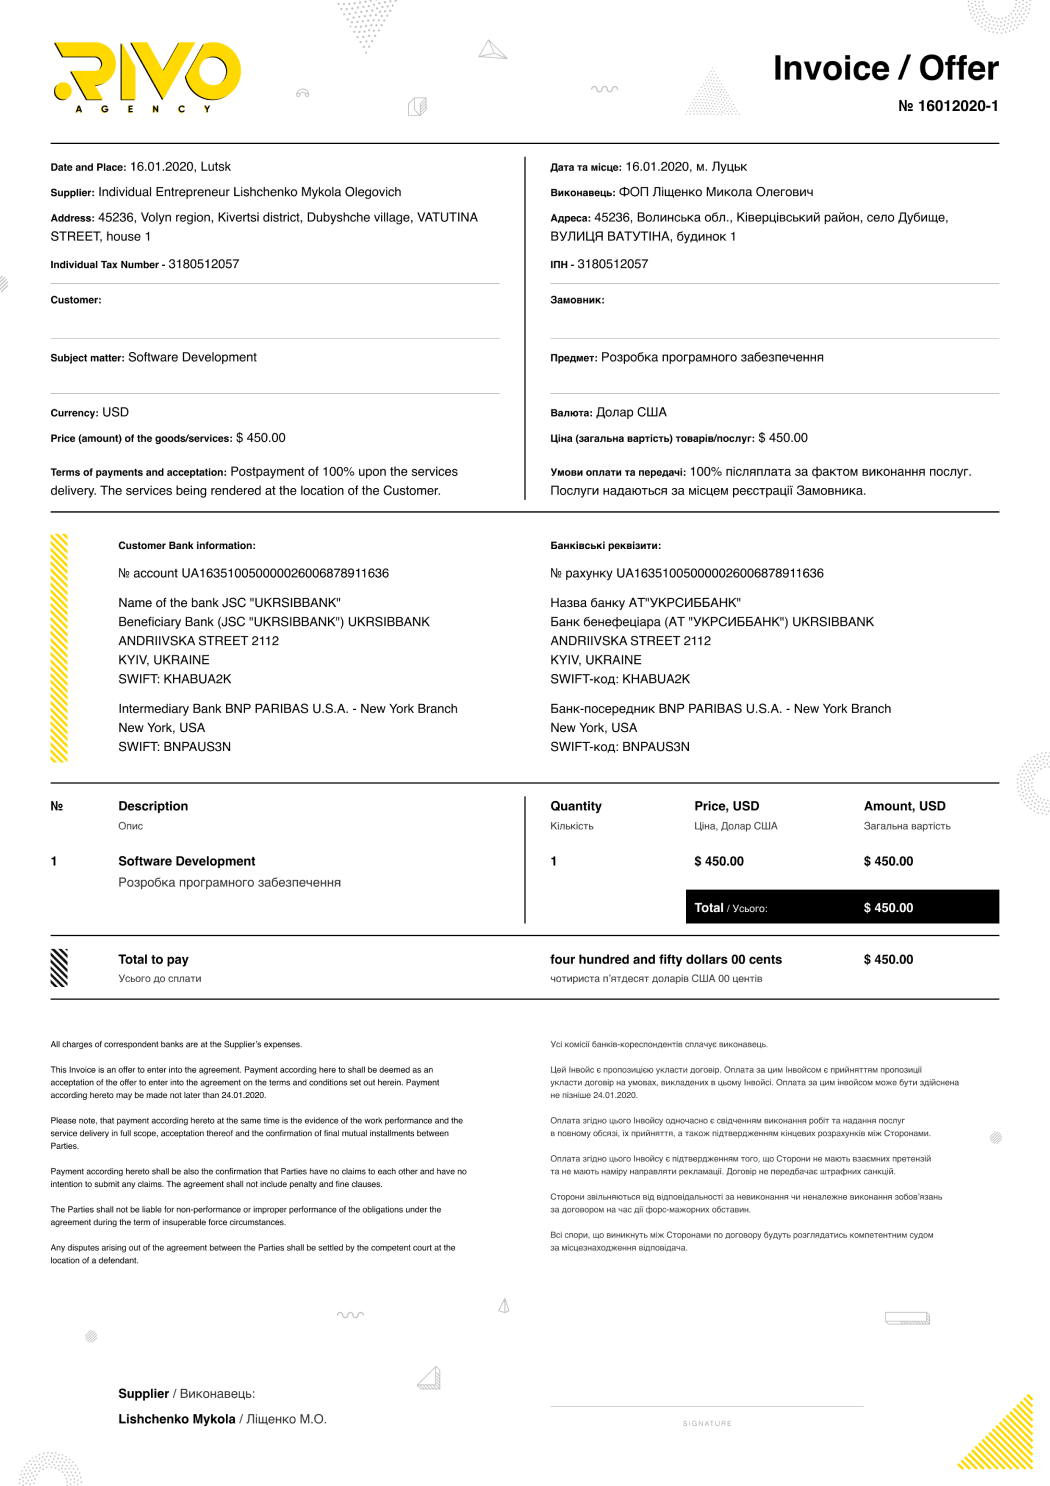 RIVO
AGENCY
Invoice / Offer
№ 16012020-1
Date and Place: 16.01.2020, Lutsk
Supplier: Individual Entrepreneur Lishchenko Mykola Olegovich
Address: 45236, Volyn region, Kivertsi district, Dubyshche village, VATUTINA
STREET, house 1
Individual Tax Number - 3180512057
Customer:
Subject matter: Software Development
Currency: USD
Price (amount) of the goods/services: $ 450.00
Terms of payments and acceptation: Postpayment of 100% upon the services
delivery. The services being rendered at the location of the Customer.
Дата та місце: 16.01.2020, м. Луцьк
Виконавець: ФОП Ліщенко Микола Олегович
Адреса: 45236, Волинська обл., Ківерцівський район, село Дубище,
ВУЛИЦЯ ВАТУТІНА, будинок 1
ІПН - 3180512057
Замовник:
Предмет: Розробка програмного забезпечення
Валюта: Долар США
Ціна (загальна вартість) товарів/послуг: $ 450.00
Умови оплати та передачі: 100% післяплата за фактом виконання послуг.
Послуги надаються за місцем реєстрації Замовника.
Customer Bank information:
№ account UA163510050000026006878911636
Name of the bank JSC "UKRSIBBANK"
Beneficiary Bank (JSC "UKRSIBBANK") UKRSIBBANK
ANDRIIVSKA STREET 2112
KYIV, UKRAINE
SWIFT: KHABUA2K
Intermediary Bank BNP PARIBAS U.S.A. - New York Branch
New York, USA
SWIFT: BNPAUS3N
Банківські реквізити:
№ рахунку UA163510050000026006878911636
Назва банку АТ"УКРСИББАНК"
Банк бенефеціара (АТ "УКРСИББАНК") UKRSIBBANK
ANDRIIVSKA STREET 2112
KYIV, UKRAINE
SWIFT-код: KHABUA2K
Банк-посередник BNP PARIBAS U.S.A. - New York Branch
New York, USA
SWIFT-код: BNPAUS3N
№ Description Quantity Price, USD Amount, USD
Опис Кількість Ціна, Долар США Загальна вартість
1 Software Development 1 $ 450.00 $ 450.00
Розробка програмного забезпечення
Total / Усього: $ 450.00
Total to pay four hundred and fifty dollars 00 cents $ 450.00
Усього до сплати чотириста п'ятдесят доларів США 00 центів
All charges of correspondent banks are at the Supplier's expenses.
This Invoice is an offer to enter into the agreement. Payment according here to shall be deemed as an
acceptation of the offer to enter into the agreement on the terms and conditions set out herein. Payment
according hereto may be made not later than 24.01.2020.
Please note, that payment according hereto at the same time is the evidence of the work performance and the
service delivery in full scope, acceptation thereof and the confirmation of final mutual installments between
Parties.
Payment according hereto shall be also the confirmation that Parties have no claims to each other and have no
intention to submit any claims. The agreement shall not include penalty and fine clauses.
The Parties shall not be liable for non-performance or improper performance of the obligations under the
agreement during the term of insuperable force circumstances.
Any disputes arising out of the agreement between the Parties shall be settled by the competent court at the
location of a defendant.
Усі комісії банків-кореспондентів сплачує виконавець.
Цей Інвойс є пропозицією укласти договір. Оплата за цим Інвойсом є прийняттям пропозиції
укласти договір на умовах, викладених в цьому Інвойсі. Оплата за цим інвойсом може бути здійснена
не пізніше 24.01.2020.
Оплата згідно цього Інвойсу одночасно є свідченням виконання робіт та надання послуг
в повному обсязі, їх прийняття, а також підтвердженням кінцевих розрахунків між Сторонами.
Оплата згідно цього Інвойсу є підтвердженням того, що Сторони не мають взаємних претензій
та не мають наміру направляти рекламації. Договір не передбачає штрафних санкцій.
Сторони звільняються від відповідальності за невиконання чи неналежне виконання зобов'язань
за договором на час дії форс-мажорних обставин.
Всі спори, що виникнуть між Сторонами по договору будуть розглядатись компетентним судом
за місцезнаходження відповідача.
Supplier / Виконавець:
Lishchenko Mykola / Ліщенко М.О.
SIGNATURE